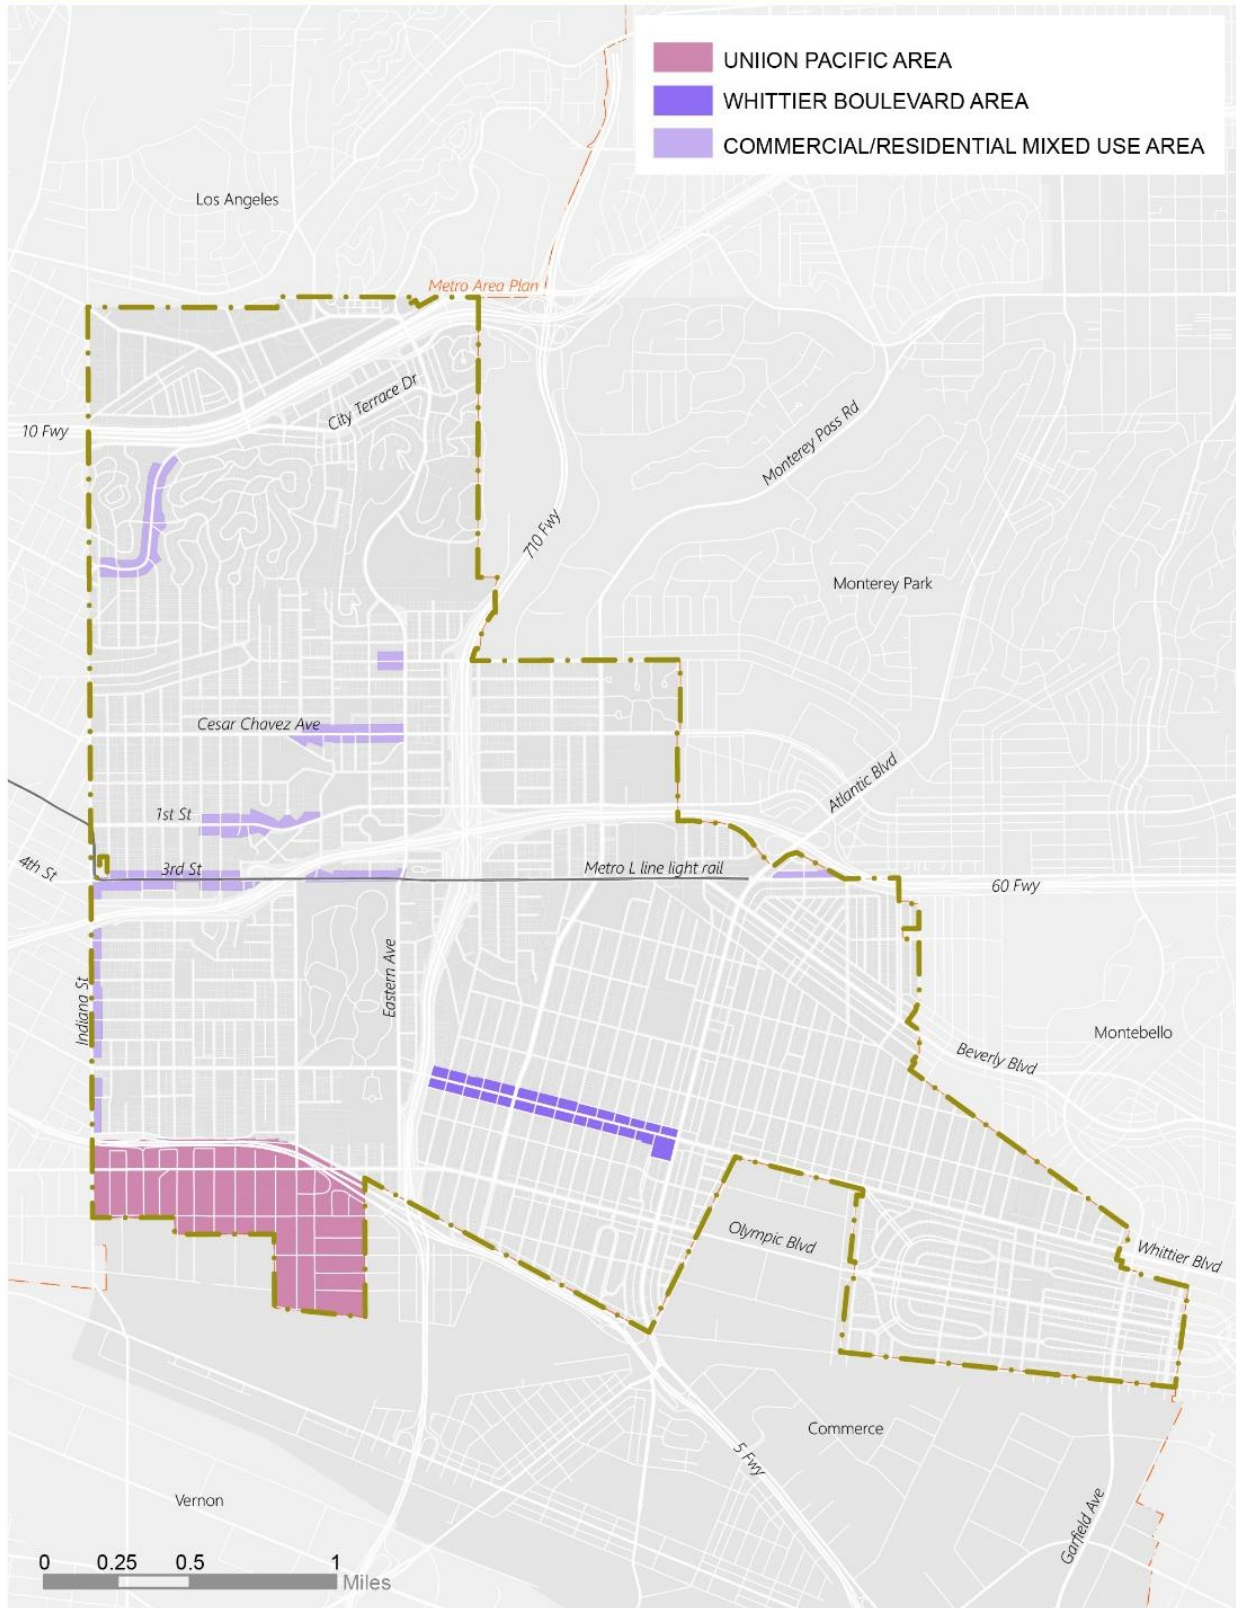 UNIION PACIFIC AREA
WHITTIER BOULEVARD AREA
COMMERCIAL/RESIDENTIAL MIXED USE AREA
Los Angeles
Metro Area Plan
City Terrace Dr
10 Fwy
Monterey Pass Rd
710 Fwy
Monterey Park
Cesar Chavez Ave
Atlantic Blvd
1st St
4th St
3rd St
Metro L line light rail
60 Fwy
Eastern Ave
Indiana St
Montebello
Beverly Blvd
Olympic Blvd
Whittier Blvd
Commerce
5 Fwy
Vernon
Garfield Ave
0 0.25 0.5 1
Miles